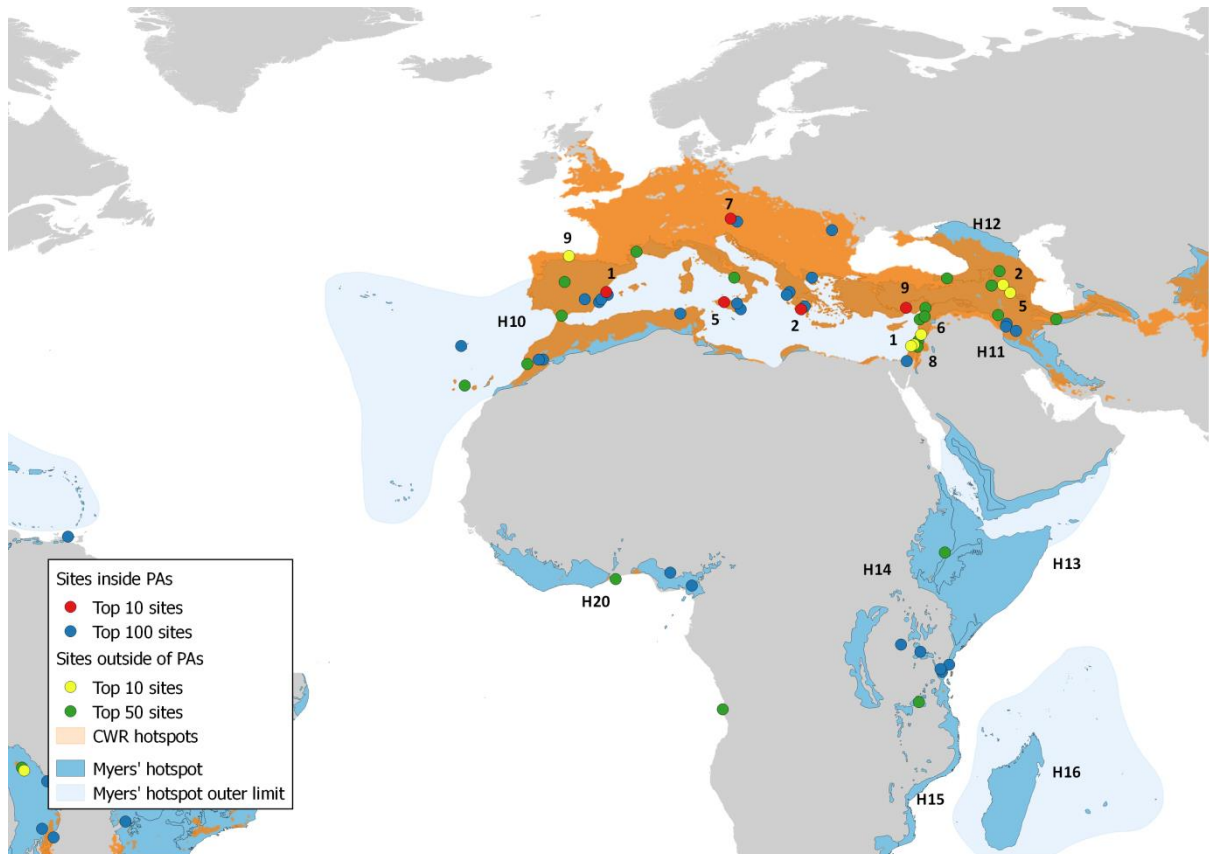 H12
7
9
2
1
9
5
H10
5
2
6
1
H11
8
H14
H13
H20
Sites inside PAs
Top 10 sites
Top 100 sites
Sites outside of PAs
Top 10 sites
Top 50 sites
CWR hotspots
Myers' hotspot
Myers' hotspot outer limit
H16
H15